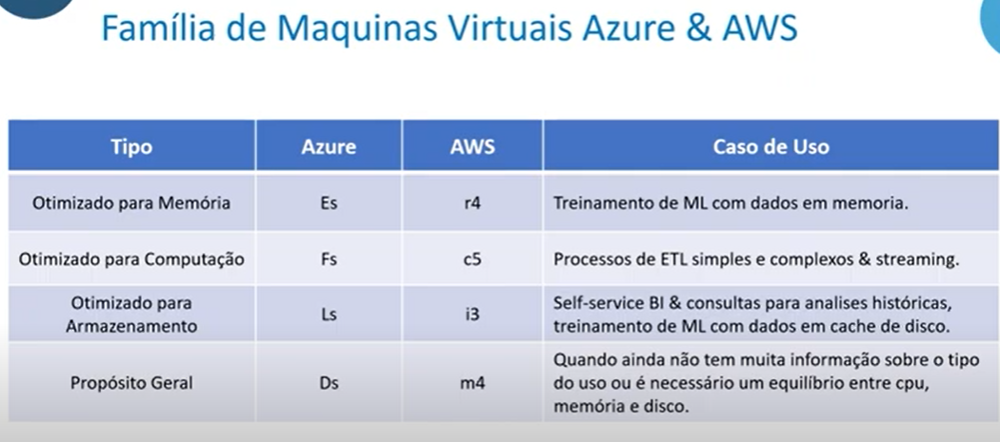 Família de Maquinas Virtuais Azure & AWS
Tipo Azure AWS Caso de Uso
Otimizado para Memória Es r4 Treinamento de ML com dados em memoria.
Otimizado para Computação Fs c5 Processos de ETL simples e complexos & streaming.
Otimizado para
Armazenamento
Ls i3
Self-service BI & consultas para analises históricas,
treinamento de ML com dados em cache de disco.
Propósito Geral Ds m4
Quando ainda não tem muita informação sobre o tipo
do uso ou é necessário um equilíbrio entre cpu,
memória e disco.